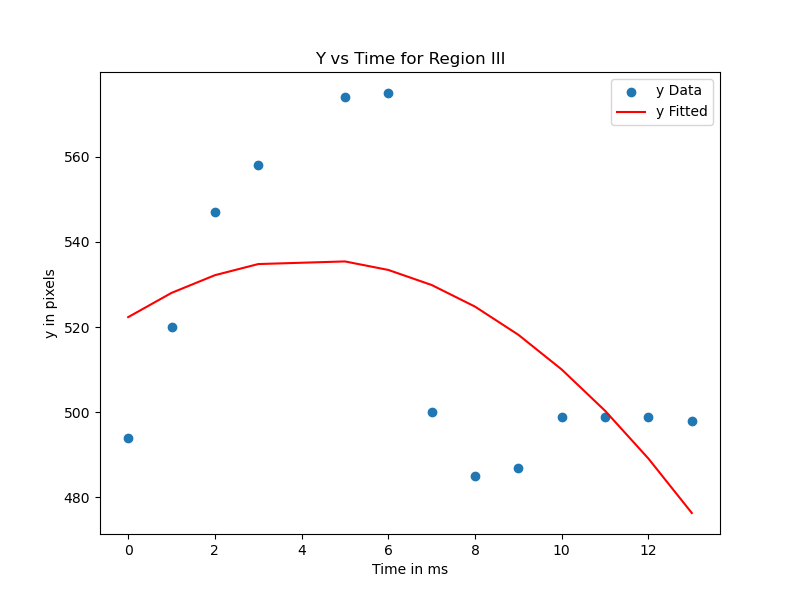 Y vs Time for Region III
y Data
y Fitted
560
540
520
500
480
y in pixels
0 2 4 6 8 10 12
Time in ms